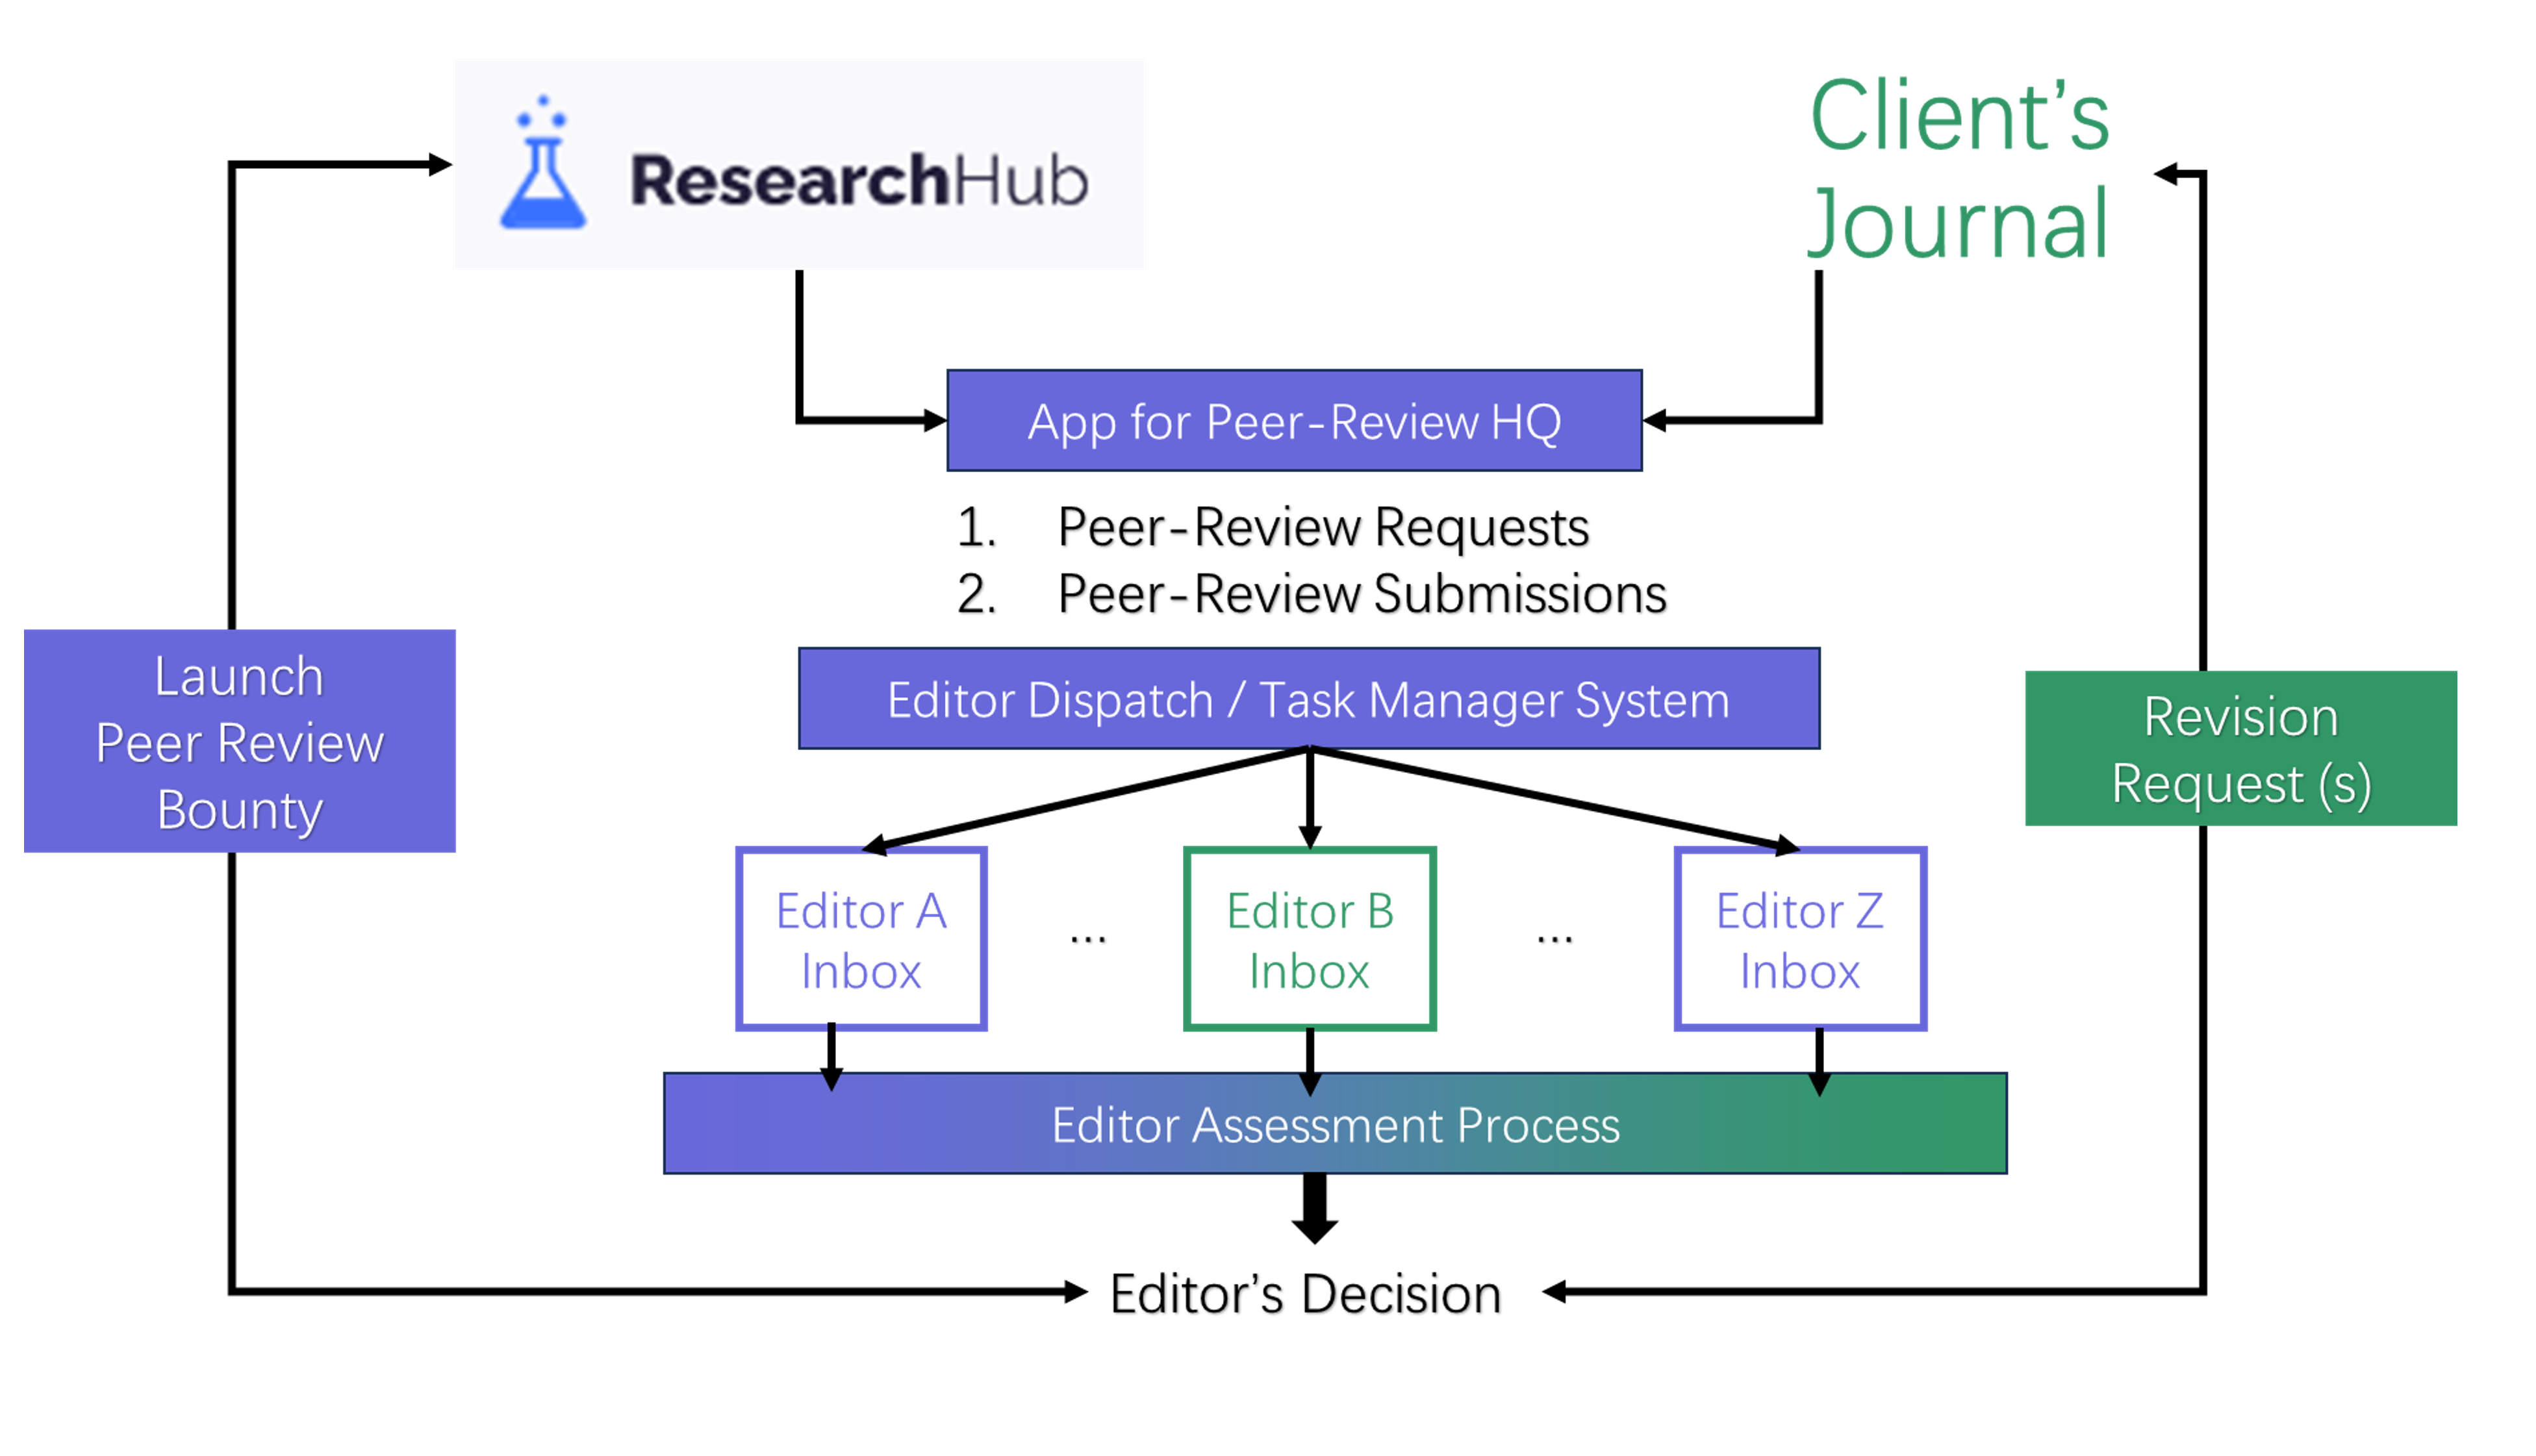 ResearchHub
Client’s
Journal
App for Peer-Review HQ
1. Peer-Review Requests
2. Peer-Review Submissions
Launch
Peer Review
Bounty
Editor Dispatch / Task Manager System
Revision
Request (s)
Editor A
Inbox
...
Editor B
Inbox
...
Editor Z
Inbox
Editor Assessment Process
Editor’s Decision